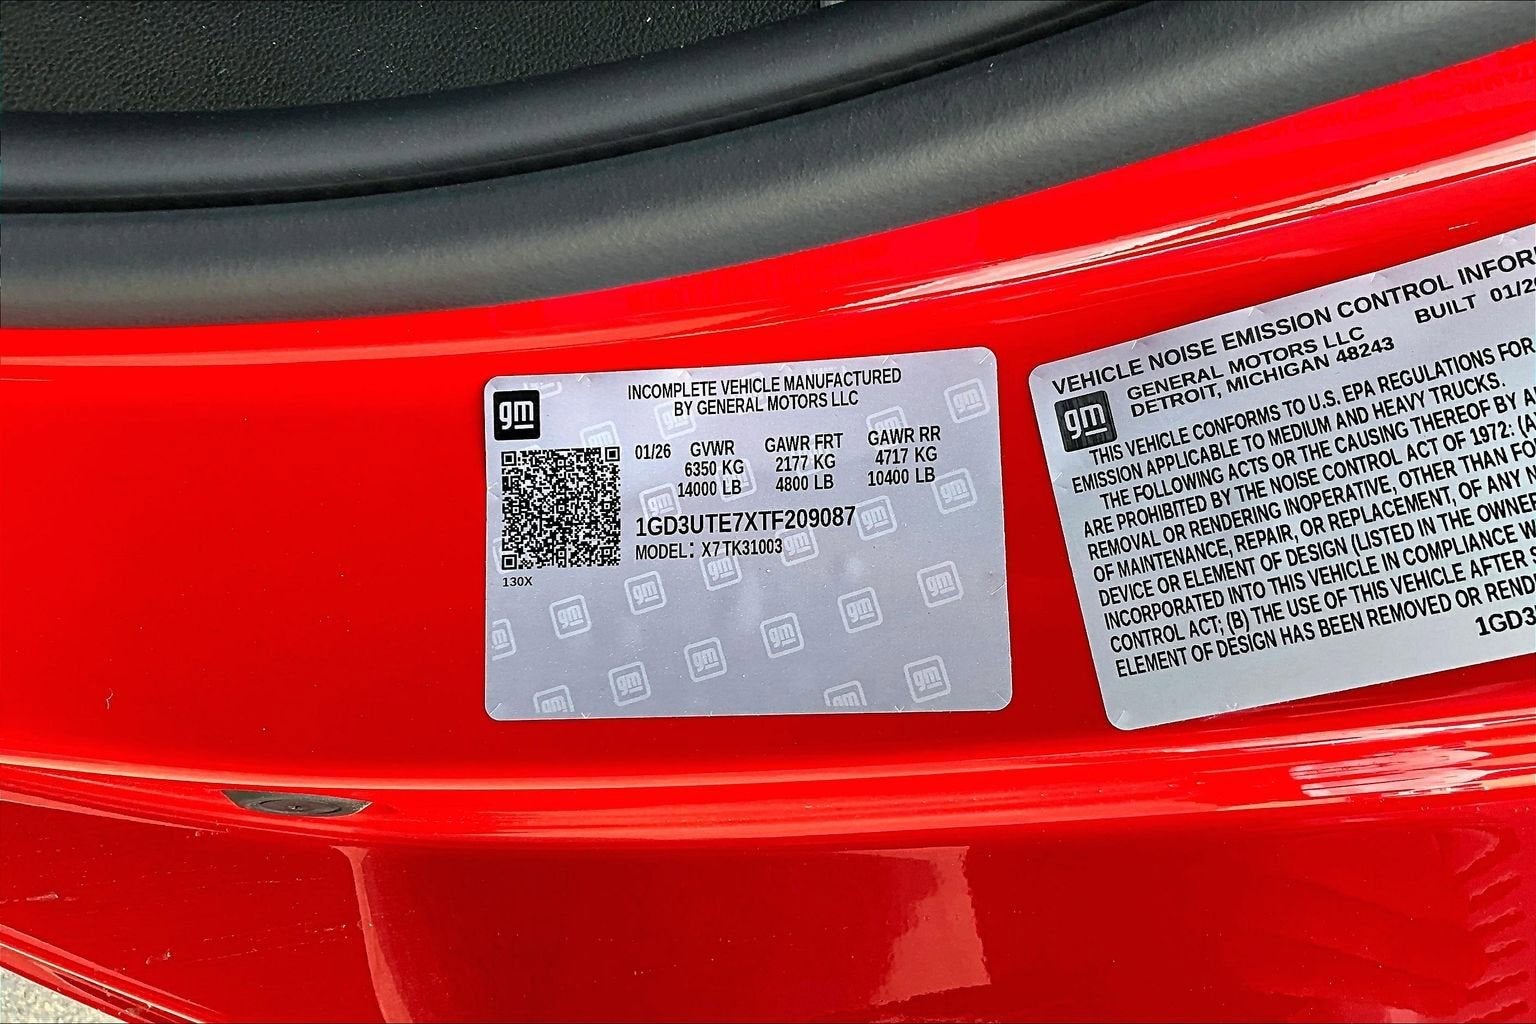 gm
INCOMPLETE VEHICLE MANUFACTURED
BY GENERAL MOTORS LLC
01/26 GVWR GAWR FRT GAWR RR
6350 KG 2177 KG 4717 KG
14000 LB 4800 LB 10400 LB
1GD3UTE7XTF209087
MODEL: X7TK31003
130X
VEHICLE NOISE EMISSION CONTROL INFOR
GENERAL MOTORS LLC BUILT 01/2
gm
DETROIT, MICHIGAN 48243
THIS VEHICLE CONFORMS TO U.S. EPA REGULATIONS FOR
EMISSION APPLICABLE TO MEDIUM AND HEAVY TRUCKS.
THE FOLLOWING ACTS OR THE CAUSING THEREOF BY A
ARE PROHIBITED BY THE NOISE CONTROL ACT OF 1972: (A
REMOVAL OR RENDERING INOPERATIVE, OTHER THAN FO
OF MAINTENANCE, REPAIR, OR REPLACEMENT, OF ANY N
DEVICE OR ELEMENT OF DESIGN (LISTED IN THE OWNE
INCORPORATED INTO THIS VEHICLE IN COMPLIANCE W
CONTROL ACT; (B) THE USE OF THIS VEHICLE AFTER S
ELEMENT OF DESIGN HAS BEEN REMOVED OR REND
1GD3